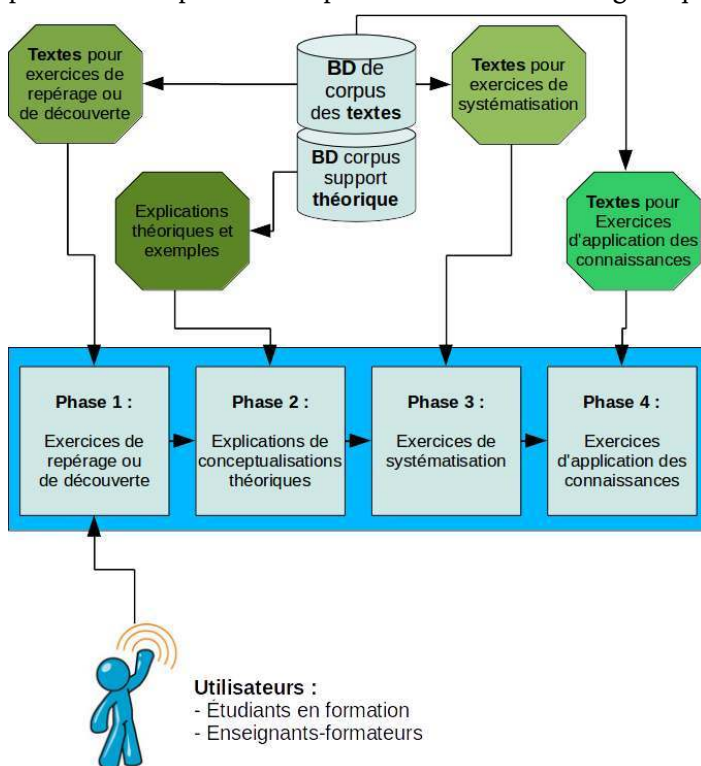 Textes pour
exercices de
repérage ou
de découverte
BD de
corpus
des textes
Textes pour
exercices de
systématisation
BD corpus
support
théorique
Explications
théoriques et
exemples
Textes pour
Exercices
d'application des
connaissances
Phase 1 :
Exercices de
repérage ou
de découverte
Phase 2 :
Explications de
conceptualisations
théoriques
Phase 3 :
Exercices de
systématisation
Phase 4 :
Exercices
d'application des
connaissances
Utilisateurs :
- Étudiants en formation
- Enseignants-formateurs